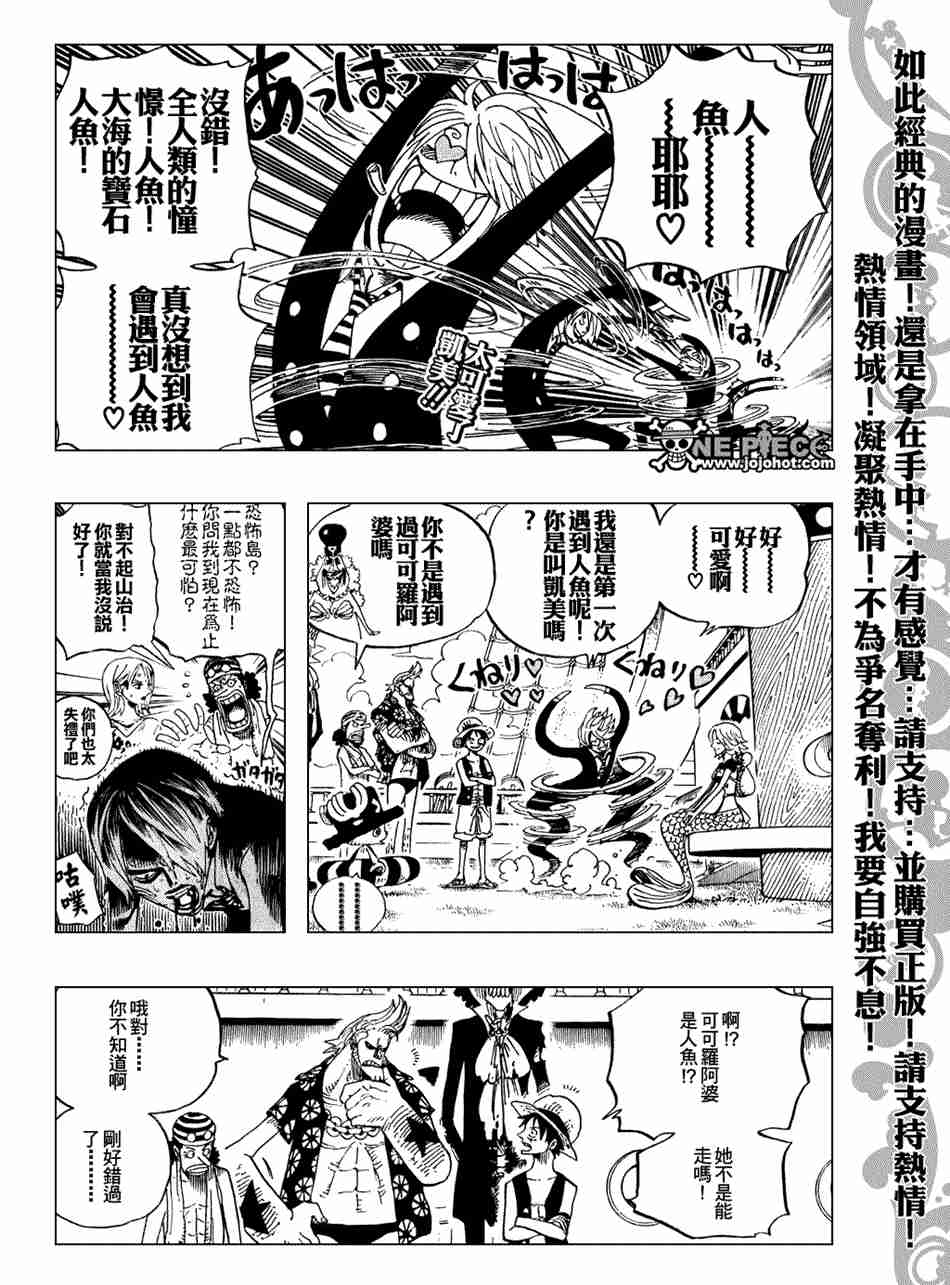 如此經典的漫畫！還是拿在手中…才有感覺…請支持…並購買正版！請支持熱情！
熱情領域！凝聚熱情！不為爭名奪利！我要自強不息！
人
魚
耶耶♡
あっはっはっはっ
はっはっはっはっ
沒錯！
全人類的憧
憬！人魚！
大海的寶石
人魚！
真沒想到我
會遇到人魚
♡
太可愛了
凱美!!
ONE PIECE
www.jojohot.com
好
好
可愛啊
♡
我還是第一次
遇到人魚呢！
你是叫凱美嗎
？
くねり♡
くねり♡
你不是遇到
過可可羅阿
婆嗎
…………
恐怖島？
一點都不恐怖！
你問我到現在為止
什麼最可怕？
對不起山治！
你就當我沒說
好了！
你們也太
失禮了吧
ガタガタ
咕
噗
啊!?
可可羅阿婆
是人魚!?
她不是能
走嗎！
哦對……
你不知道啊
剛好錯過
了………